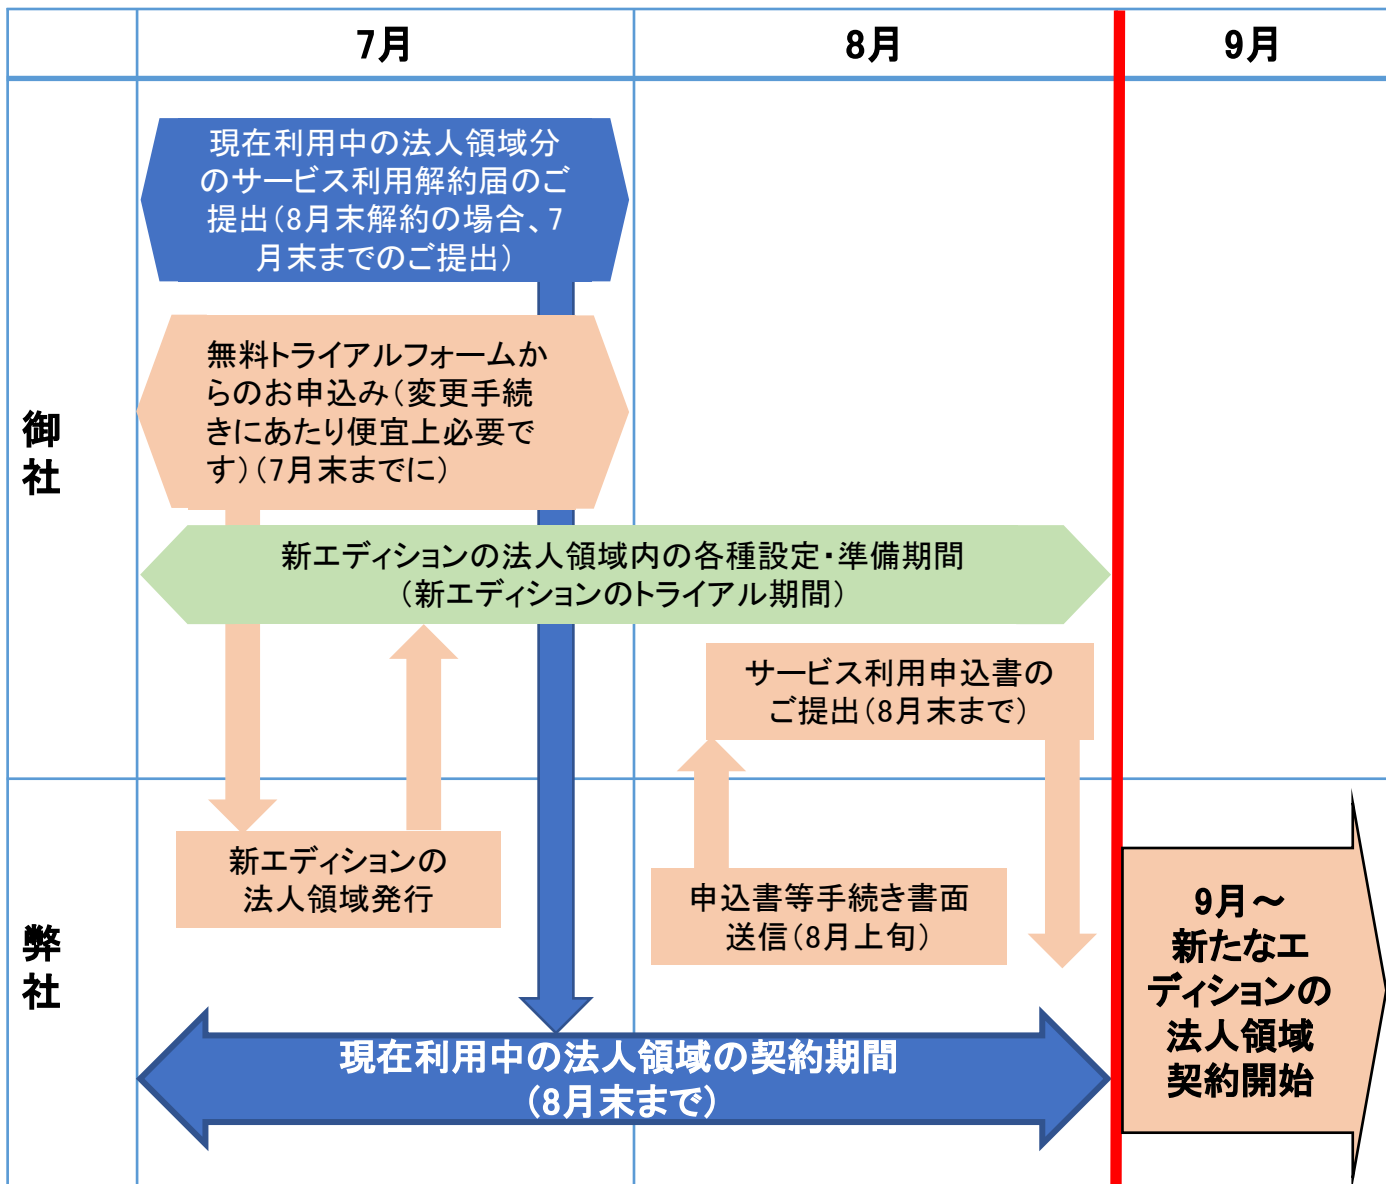 7月
8月
9月
御
社
現在利用中の法人領域分
のサービス利用解約届のご
提出(8月末解約の場合、7
月末までのご提出)
無料トライアルフォームか
らのお申込み(変更手続
きにあたり便宜上必要で
す)(7月末までに)
新エディションの法人領域内の各種設定・準備期間
(新エディションのトライアル期間)
サービス利用申込書の
ご提出(8月末まで)
弊
社
新エディションの
法人領域発行
申込書等手続き書面
送信(8月上旬)
現在利用中の法人領域の契約期間
(8月末まで)
9月～
新たなエ
ディションの
法人領域
契約開始